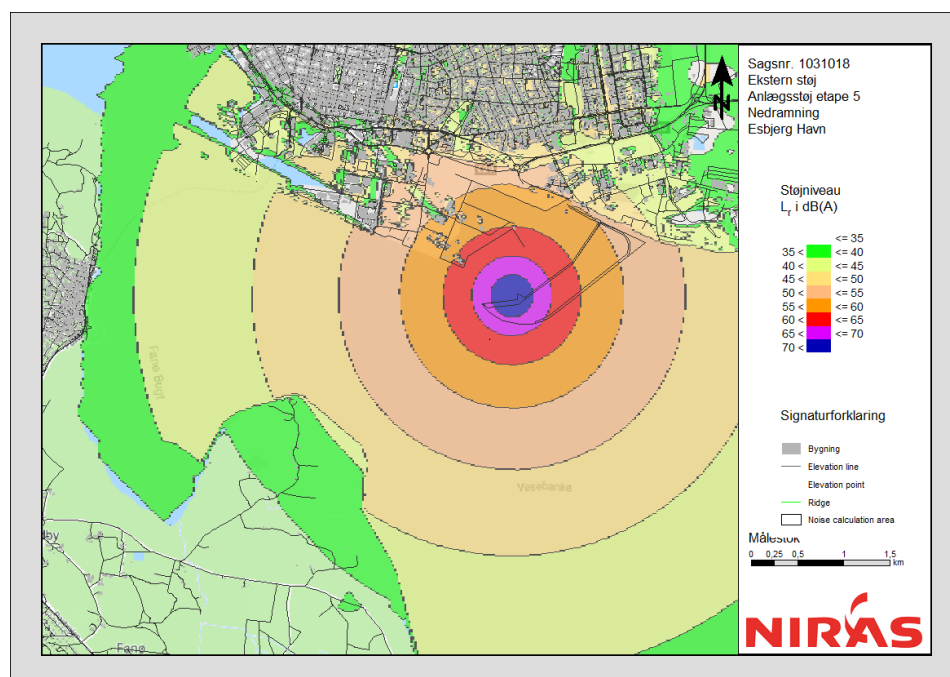 Sagsnr. 1031018
Ekstern støj
Anlægsstøj etape 5
Nedramning
Esbjerg Havn
N
Støjniveau
Lr i dB(A)
<= 35
35 < <= 40
40 < <= 45
45 < <= 50
50 < <= 55
55 < <= 60
60 < <= 65
65 < <= 70
70 <
Signaturforklaring
Bygning
Elevation line
Elevation point
Ridge
Noise calculation area
Målestok
0 0,25 0,5 1 1,5
km
NIRAS
Fanø Bugt
Vesebanke
Fanø